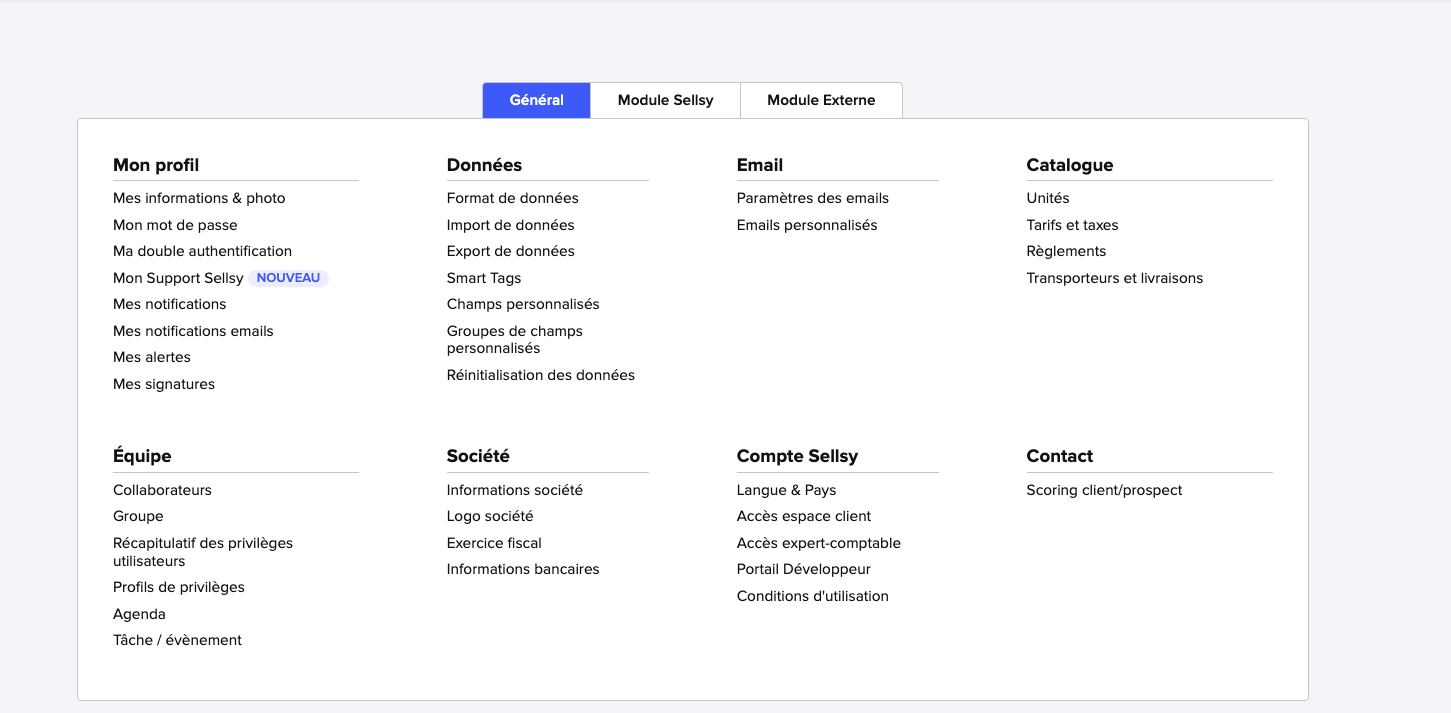 Général
Module Sellsy
Module Externe
Mon profil
Mes informations & photo
Mon mot de passe
Ma double authentification
Mon Support Sellsy NOUVEAU
Mes notifications
Mes notifications emails
Mes alertes
Mes signatures
Données
Format de données
Import de données
Export de données
Smart Tags
Champs personnalisés
Groupes de champs
personnalisés
Réinitialisation des données
Email
Paramètres des emails
Emails personnalisés
Catalogue
Unités
Tarifs et taxes
Règlements
Transporteurs et livraisons
Équipe
Collaborateurs
Groupe
Récapitulatif des privilèges
utilisateurs
Profils de privilèges
Agenda
Tâche / évènement
Société
Informations société
Logo société
Exercice fiscal
Informations bancaires
Compte Sellsy
Langue & Pays
Accès espace client
Accès expert-comptable
Portail Développeur
Conditions d'utilisation
Contact
Scoring client/prospect